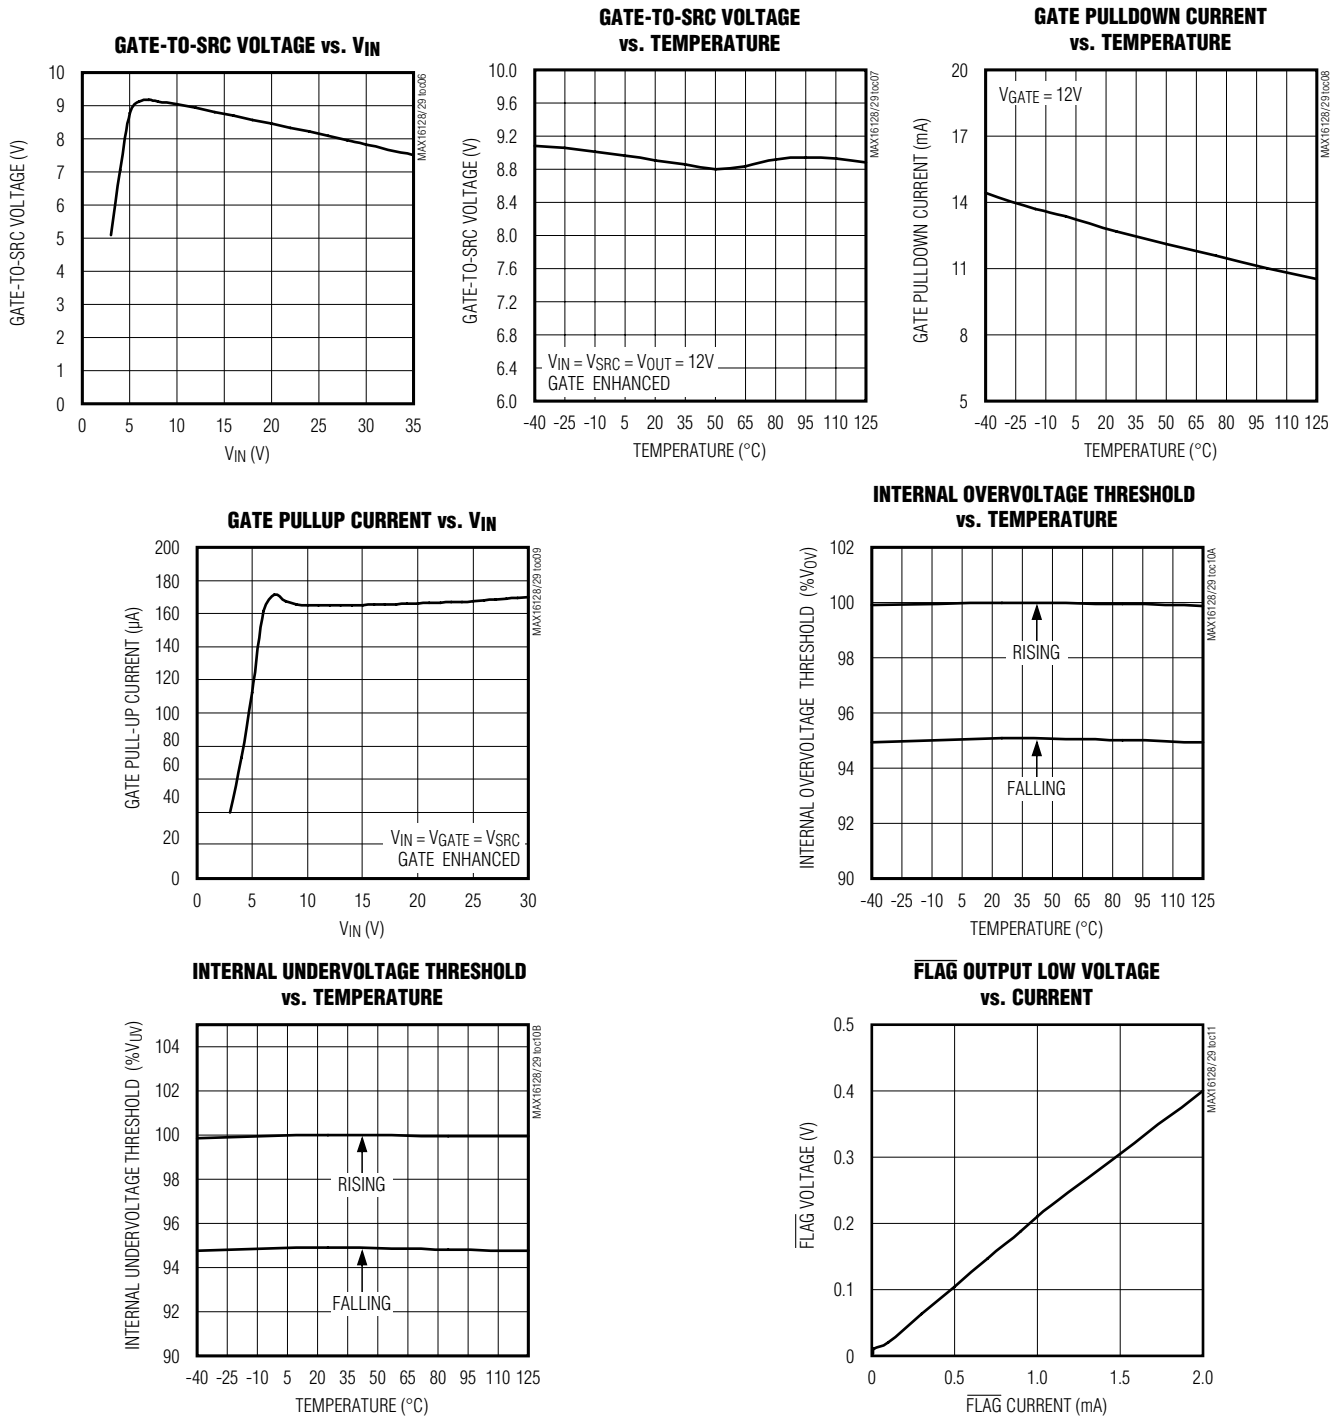 GATE-TO-SRC VOLTAGE vs. VIN
GATE-TO-SRC VOLTAGE (V)
10
9
8
7
6
5
4
3
2
1
0
0 5 10 15 20 25 30 35
VIN (V)
MAX16128/29 toc06
GATE-TO-SRC VOLTAGE
vs. TEMPERATURE
GATE-TO-SRC VOLTAGE (V)
10.0
9.6
9.2
8.8
8.4
8.0
7.6
7.2
6.8
6.4
6.0
VIN = VSRC = VOUT = 12V
GATE ENHANCED
-40 -25 -10 5 20 35 50 65 80 95 110 125
TEMPERATURE (°C)
MAX16128/29 toc07
GATE PULLDOWN CURRENT
vs. TEMPERATURE
GATE PULLDOWN CURRENT (mA)
20
17
14
11
8
5
VGATE = 12V
-40 -25 -10 5 20 35 50 65 80 95 110 125
TEMPERATURE (°C)
MAX16128/29 toc08
GATE PULLUP CURRENT vs. VIN
GATE PULL-UP CURRENT (µA)
200
180
160
140
120
100
80
60
40
20
0
VIN = VGATE = VSRC
GATE ENHANCED
0 5 10 15 20 25 30
VIN (V)
MAX16128/29 toc09
INTERNAL OVERVOLTAGE THRESHOLD
vs. TEMPERATURE
INTERNAL OVERVOLTAGE THRESHOLD (%VOV)
102
100
98
96
94
92
90
RISING
FALLING
-40 -25 -10 5 20 35 50 65 80 95 110 125
TEMPERATURE (°C)
MAX16128/29 toc10A
INTERNAL UNDERVOLTAGE THRESHOLD
vs. TEMPERATURE
INTERNAL UNDERVOLTAGE THRESHOLD (%VUV)
104
102
100
98
96
94
92
90
RISING
FALLING
-40 -25 -10 5 20 35 50 65 80 95 110 125
TEMPERATURE (°C)
MAX16128/29 toc10B
FLAG OUTPUT LOW VOLTAGE
vs. CURRENT
FLAG VOLTAGE (V)
0.5
0.4
0.3
0.2
0.1
0
0 0.5 1.0 1.5 2.0
FLAG CURRENT (mA)
MAX16128/29 toc11